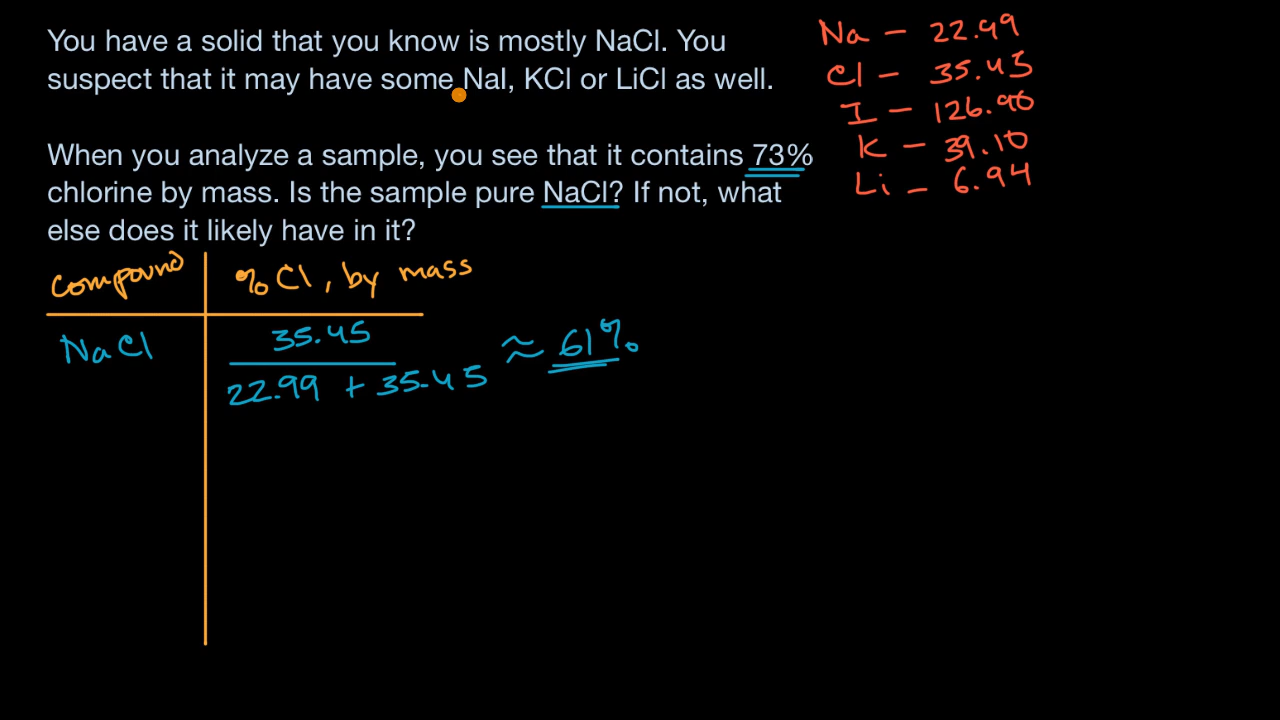 You have a solid that you know is mostly NaCl. You
suspect that it may have some NaI, KCl or LiCl as well.
When you analyze a sample, you see that it contains 73%
chlorine by mass. Is the sample pure NaCl? If not, what
else does it likely have in it?
Na – 22.99
Cl – 35.45
I – 126.90
K – 39.10
Li – 6.94
Compound %Cl, by mass
NaCl 35.45
22.99 + 35.45 ≈ 61%